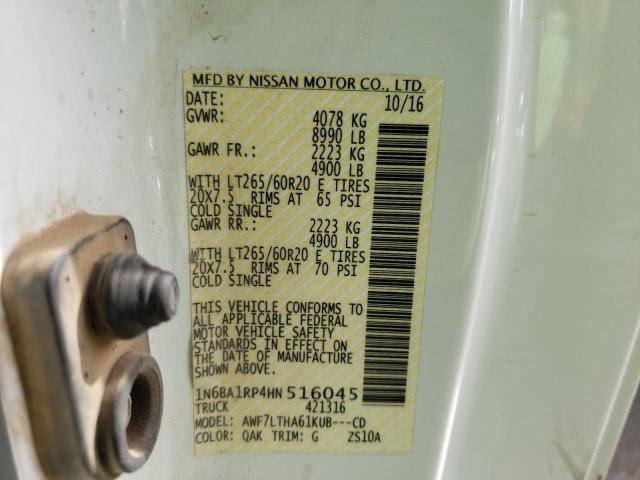 MFD BY NISSAN MOTOR CO., LTD.
DATE: 10/16
GVWR: 4078 KG
8990 LB
GAWR FR.: 2223 KG
4900 LB
WITH LT265/60R20 E TIRES
20X7.5 RIMS AT 65 PSI
COLD SINGLE
GAWR RR.: 2223 KG
4900 LB
WITH LT265/60R20 E TIRES
20X7.5 RIMS AT 70 PSI
COLD SINGLE
THIS VEHICLE CONFORMS TO
ALL APPLICABLE FEDERAL
MOTOR VEHICLE SAFETY
STANDARDS IN EFFECT ON
THE DATE OF MANUFACTURE
SHOWN ABOVE.
1N6BA1RP4HN516045
TRUCK 421316
MODEL: AWF7LTHA61KUB---CD
COLOR: QAK TRIM: G ZS10A